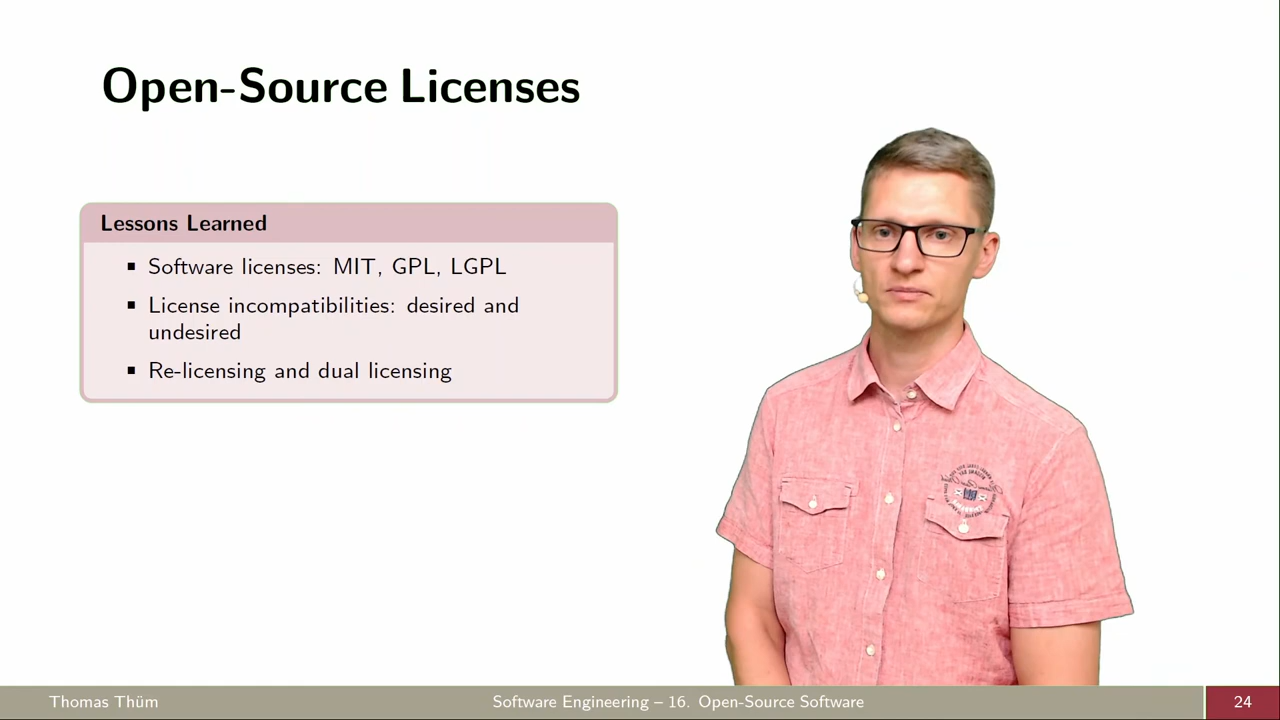 Open-Source Licenses
Lessons Learned
▪ Software licenses: MIT, GPL, LGPL
▪ License incompatibilities: desired and
undesired
▪ Re-licensing and dual licensing
Thomas Thüm
Software Engineering – 16. Open-Source Software
24